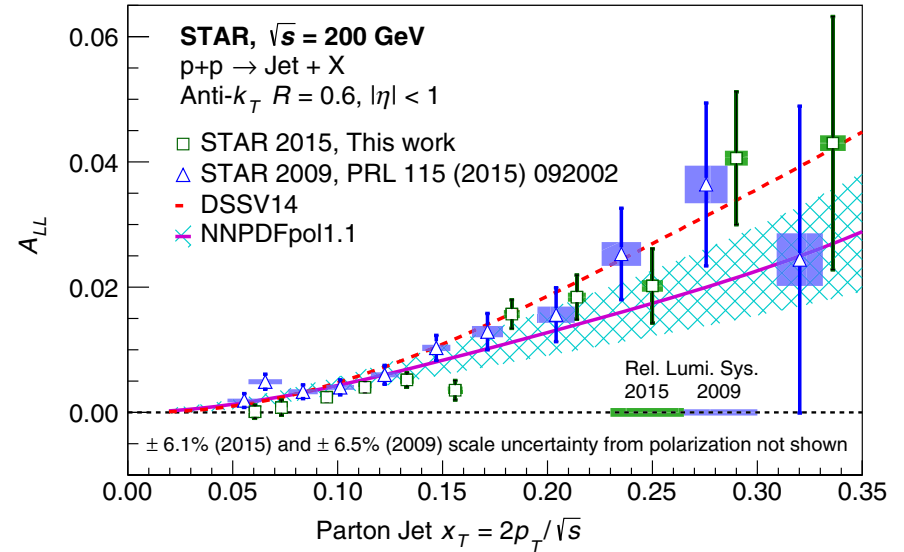 STAR, √s = 200 GeV
p+p → Jet + X
Anti-k_T R = 0.6, |η| < 1
STAR 2015, This work
STAR 2009, PRL 115 (2015) 092002
DSSV14
NNPDFpol1.1
A_LL
0.06
0.04
0.02
0.00
Rel. Lumi. Sys.
2015 2009
± 6.1% (2015) and ± 6.5% (2009) scale uncertainty from polarization not shown
0.00 0.05 0.10 0.15 0.20 0.25 0.30 0.35
Parton Jet x_T = 2p_T/√s